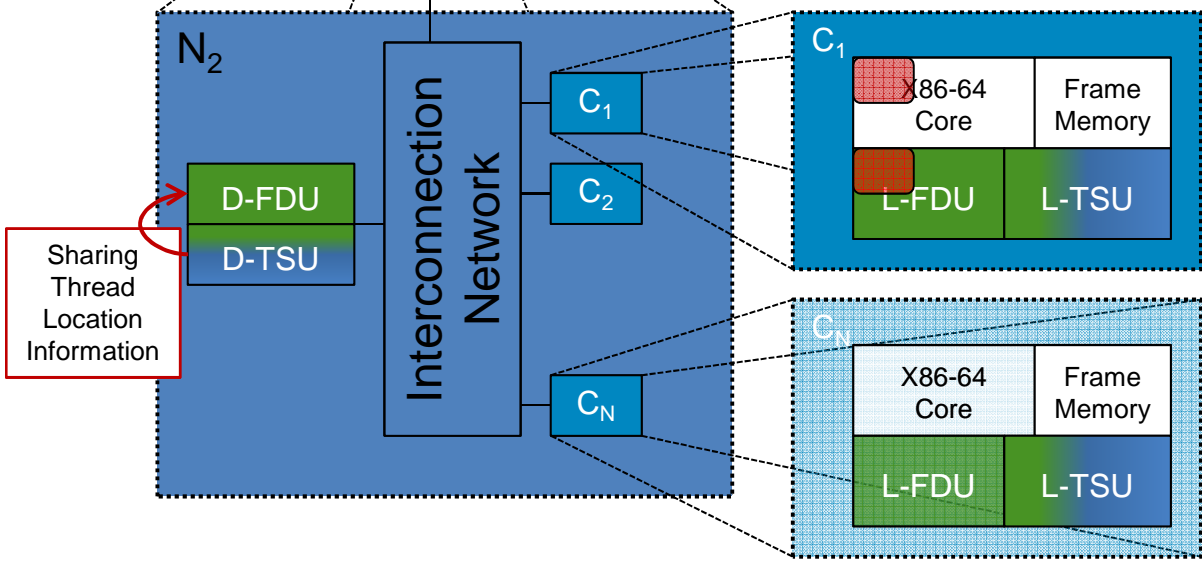 N2
Interconnection
Network
D-FDU
D-TSU
Sharing
Thread
Location
Information
C1
C2
CN
C1
X86-64
Core
Frame
Memory
L-FDU
L-TSU
CN
X86-64
Core
Frame
Memory
L-FDU
L-TSU